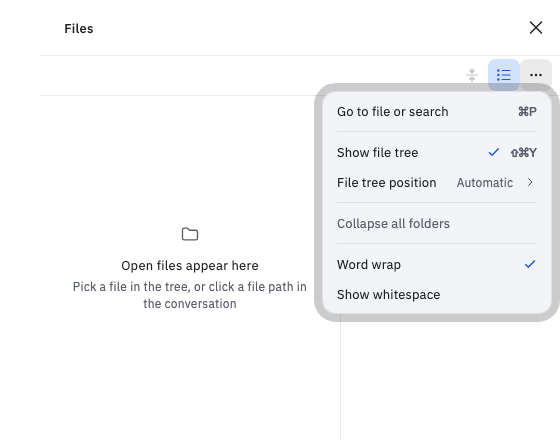 Files
Go to file or search ⌘P
Show file tree ⇧⌘Y
File tree position Automatic
Collapse all folders
Word wrap
Show whitespace
Open files appear here
Pick a file in the tree, or click a file path in
the conversation